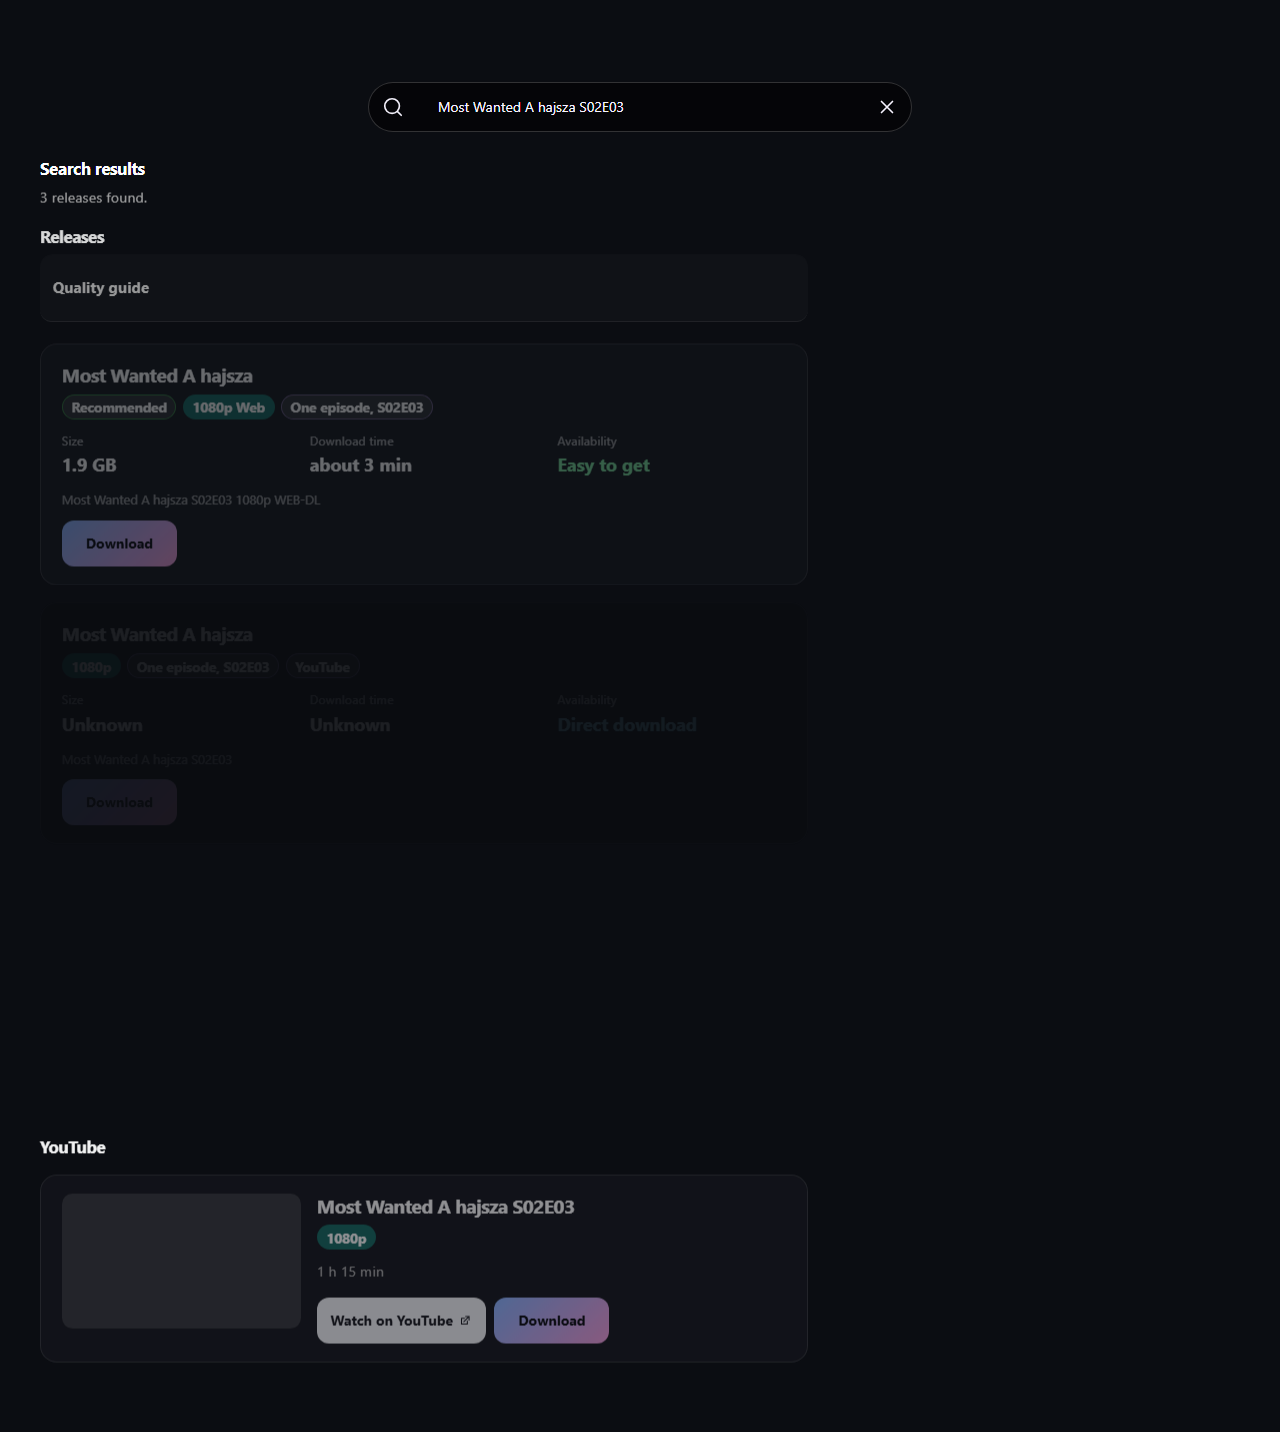 Most Wanted A hajsza S02E03
Search results
3 releases found.
Releases
Quality guide
Most Wanted A hajsza
Recommended 1080p Web One episode, S02E03
Size Download time Availability
1.9 GB about 3 min Easy to get
Most Wanted A hajsza S02E03 1080p WEB-DL
Download
Most Wanted A hajsza
1080p One episode, S02E03 YouTube
Size Download time Availability
Unknown Unknown Direct download
Most Wanted A hajsza S02E03
Download
YouTube
Most Wanted A hajsza S02E03
1080p
1 h 15 min
Watch on YouTube Download